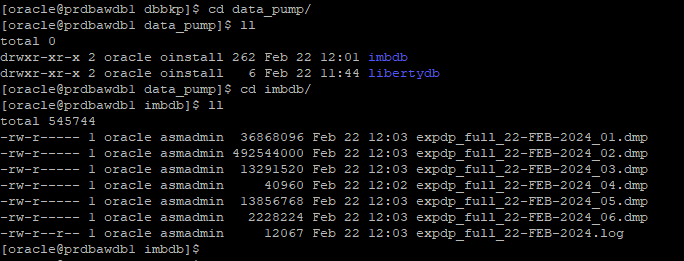 [oracle@prdbawdb1 dbbkp]$ cd data_pump/
[oracle@prdbawdb1 data_pump]$ ll
total 0
drwxr-xr-x 2 oracle oinstall 262 Feb 22 12:01 imbdb
drwxr-xr-x 2 oracle oinstall   6 Feb 22 11:44 libertydb
[oracle@prdbawdb1 data_pump]$ cd imbdb/
[oracle@prdbawdb1 imbdb]$ ll
total 545744
-rw-r----- 1 oracle asmadmin  36868096 Feb 22 12:03 expdp_full_22-FEB-2024_01.dmp
-rw-r----- 1 oracle asmadmin 492544000 Feb 22 12:03 expdp_full_22-FEB-2024_02.dmp
-rw-r----- 1 oracle asmadmin  13291520 Feb 22 12:03 expdp_full_22-FEB-2024_03.dmp
-rw-r----- 1 oracle asmadmin     40960 Feb 22 12:02 expdp_full_22-FEB-2024_04.dmp
-rw-r----- 1 oracle asmadmin  13856768 Feb 22 12:03 expdp_full_22-FEB-2024_05.dmp
-rw-r----- 1 oracle asmadmin   2228224 Feb 22 12:03 expdp_full_22-FEB-2024_06.dmp
-rw-r--r-- 1 oracle asmadmin     12067 Feb 22 12:03 expdp_full_22-FEB-2024.log
[oracle@prdbawdb1 imbdb]$